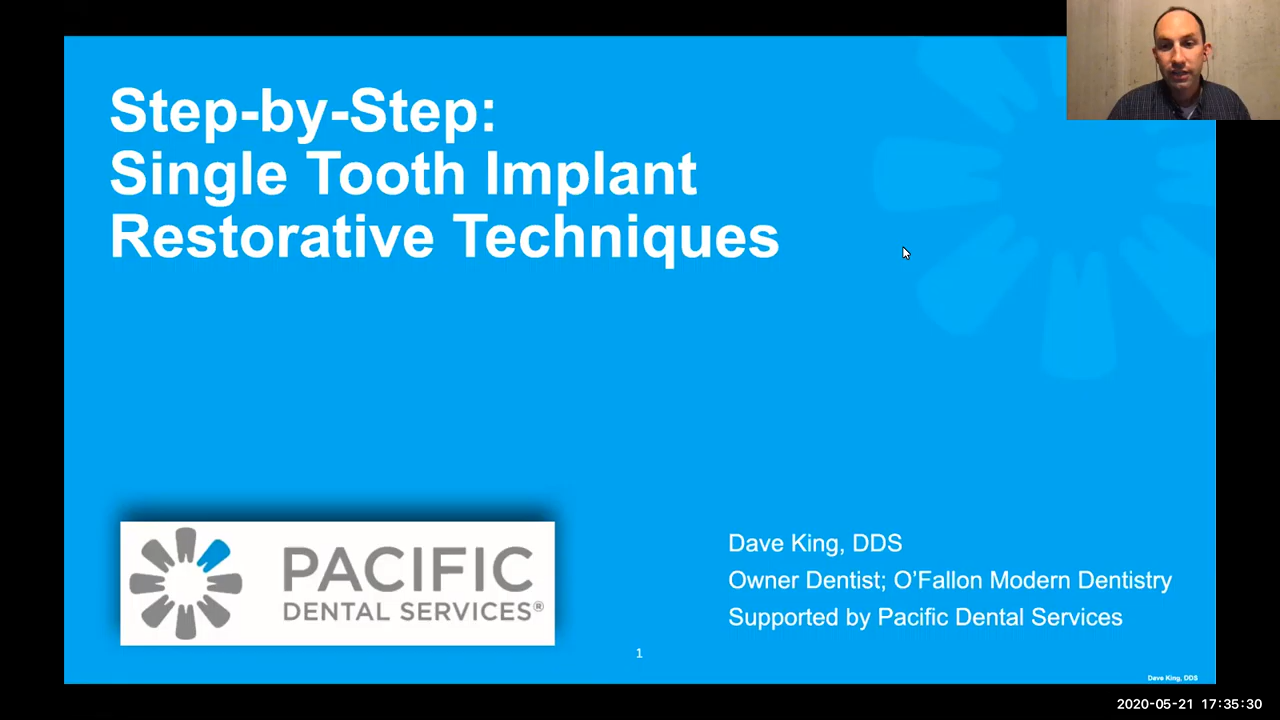 Step-by-Step:
Single Tooth Implant
Restorative Techniques
PACIFIC
DENTAL SERVICES®
Dave King, DDS
Owner Dentist; O’Fallon Modern Dentistry
Supported by Pacific Dental Services
1
Dave King, DDS
2020-05-21 17:35:30